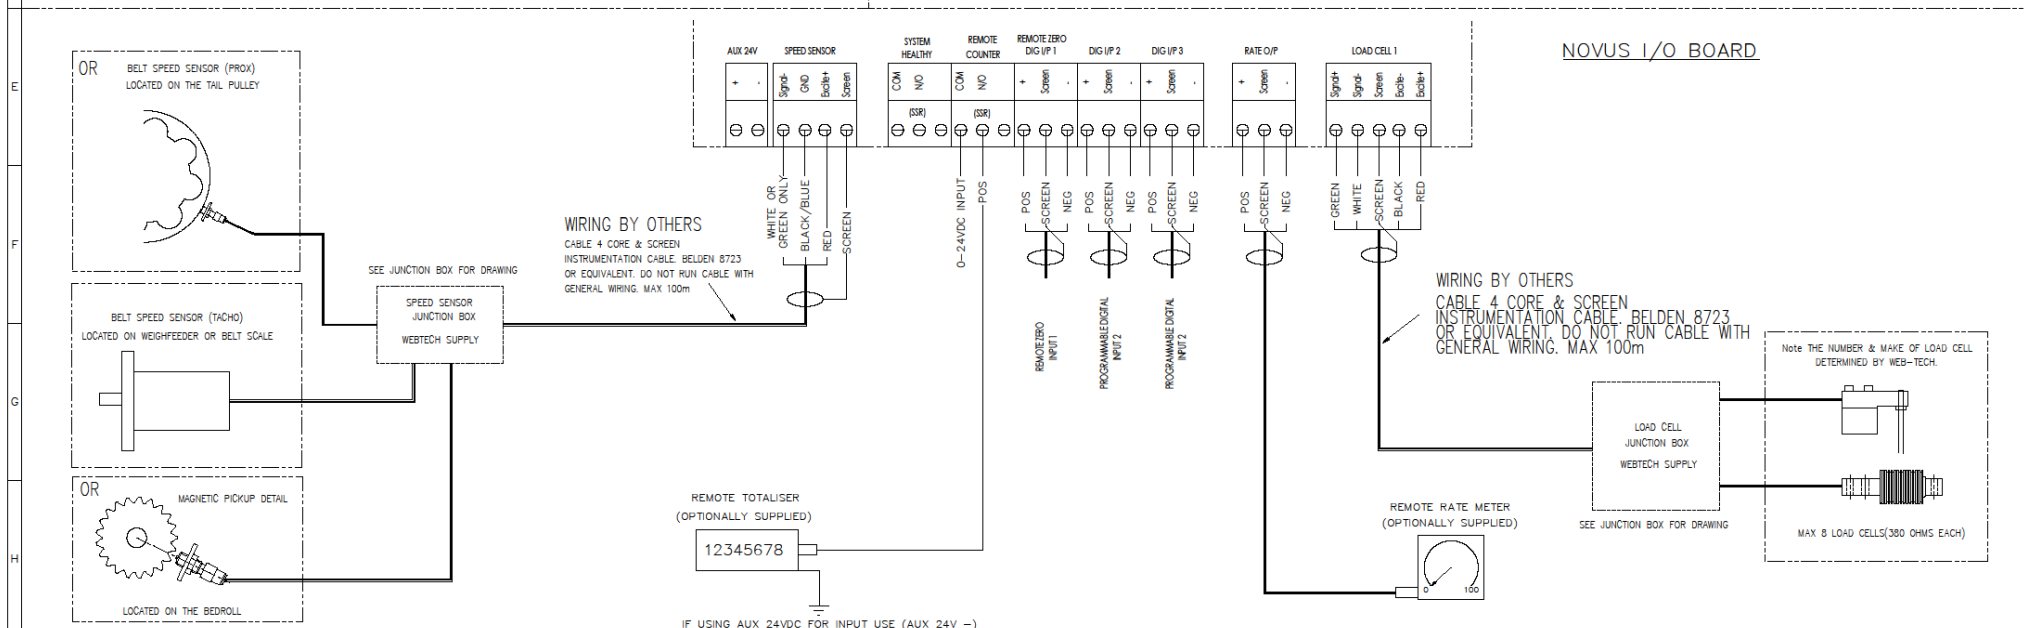 NOVUS I/O BOARD
AUX 24V
+
-
SPEED SENSOR
Signal-
GND
Excite+
Screen
SYSTEM
HEALTHY
COM
N/O
(SSR)
REMOTE
COUNTER
COM
N/O
(SSR)
REMOTE ZERO
DIG I/P 1
+
Screen
-
DIG I/P 2
+
Screen
-
DIG I/P 3
+
Screen
-
RATE O/P
+
Screen
-
LOAD CELL 1
Signal+
Signal-
Screen
Excite-
Excite+
E
F
G
H
OR
BELT SPEED SENSOR (PROX)
LOCATED ON THE TAIL PULLEY
BELT SPEED SENSOR (TACHO)
LOCATED ON WEIGHFEEDER OR BELT SCALE
OR
MAGNETIC PICKUP DETAIL
LOCATED ON THE BEDROLL
SEE JUNCTION BOX FOR DRAWING
SPEED SENSOR
JUNCTION BOX
WEBTECH SUPPLY
WIRING BY OTHERS
CABLE 4 CORE & SCREEN
INSTRUMENTATION CABLE. BELDEN 8723
OR EQUIVALENT. DO NOT RUN CABLE WITH
GENERAL WIRING. MAX 100m
WHITE OR
GREEN ONLY
BLACK/BLUE
RED
SCREEN
0-24VDC INPUT
POS
POS
SCREEN
NEG
POS
SCREEN
NEG
POS
SCREEN
NEG
POS
SCREEN
NEG
GREEN
WHITE
SCREEN
BLACK
RED
REMOTE ZERO
INPUT 1
PROGRAMMABLE DIGITAL
INPUT 2
PROGRAMMABLE DIGITAL
INPUT 2
WIRING BY OTHERS
CABLE 4 CORE & SCREEN
INSTRUMENTATION CABLE. BELDEN 8723
OR EQUIVALENT. DO NOT RUN CABLE WITH
GENERAL WIRING. MAX 100m
REMOTE TOTALISER
(OPTIONALLY SUPPLIED)
12345678
IF USING AUX 24VDC FOR INPUT USE (AUX 24V -)
REMOTE RATE METER
(OPTIONALLY SUPPLIED)
0 100
LOAD CELL
JUNCTION BOX
WEBTECH SUPPLY
SEE JUNCTION BOX FOR DRAWING
Note THE NUMBER & MAKE OF LOAD CELL
DETERMINED BY WEB-TECH.
MAX 8 LOAD CELLS(380 OHMS EACH)